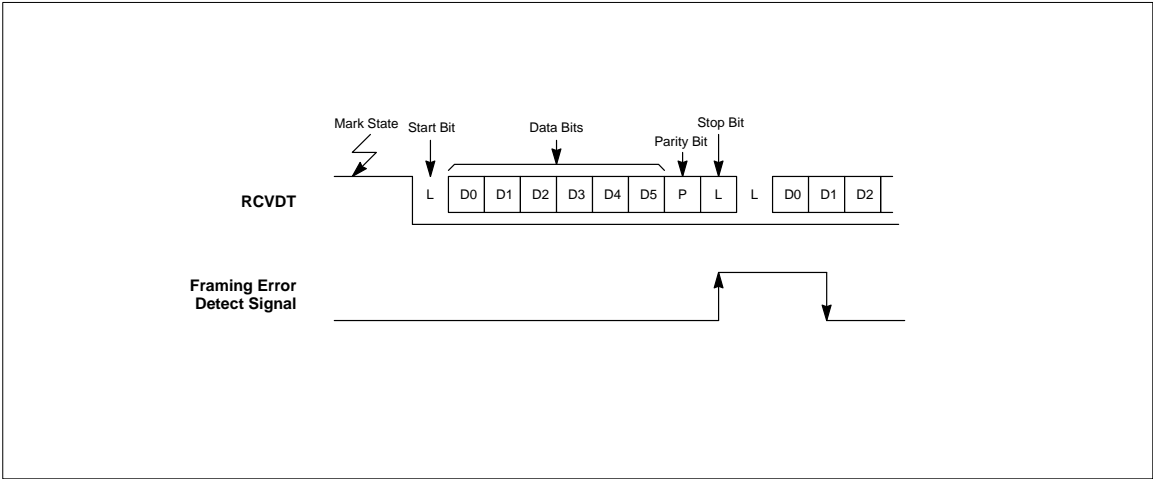 Mark State
Start Bit
Data Bits
Parity Bit
Stop Bit
RCVDT
L D0 D1 D2 D3 D4 D5 P L L D0 D1 D2
Framing Error
Detect Signal